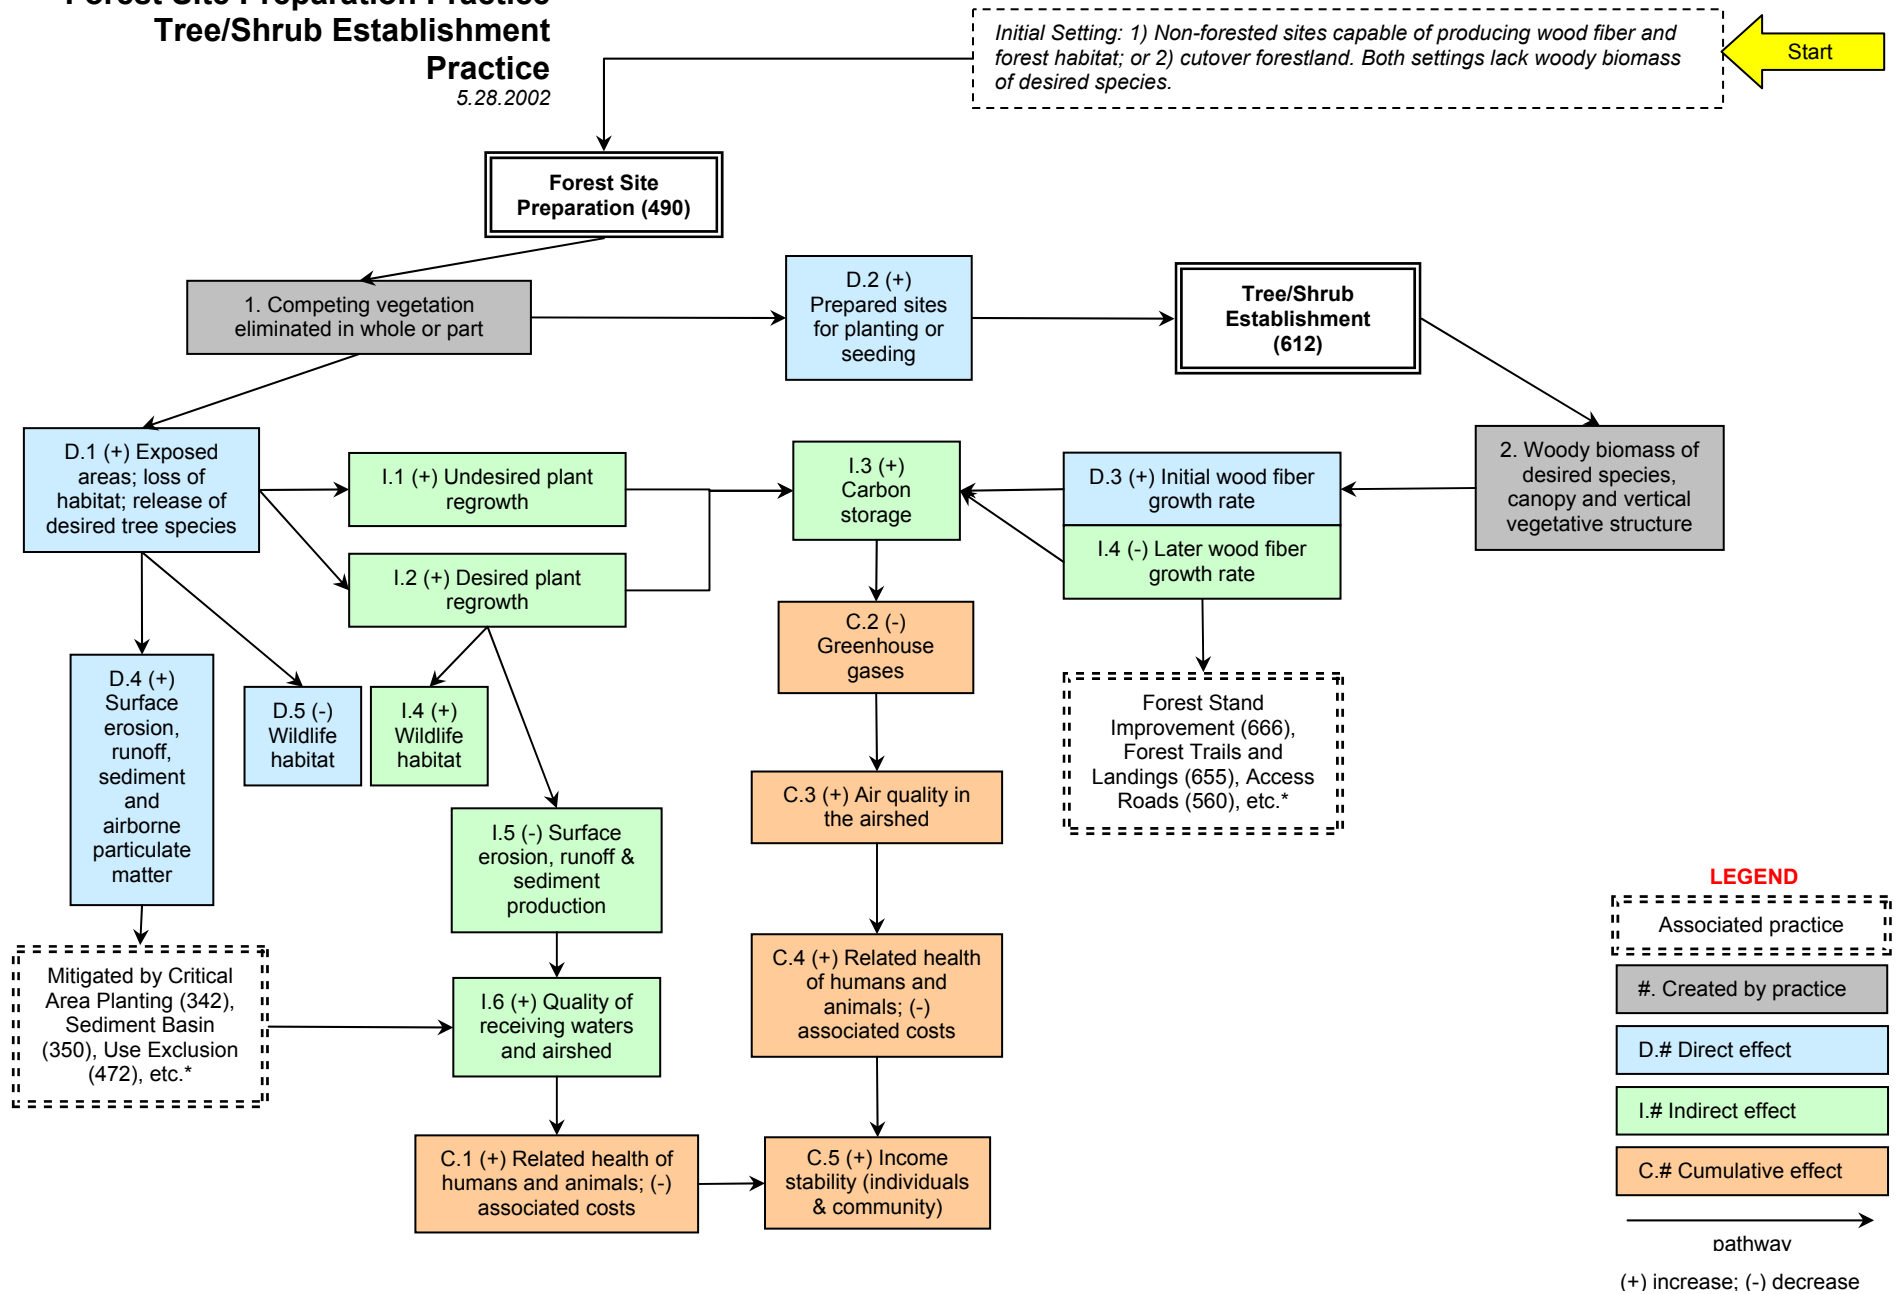 Forest Site Preparation Practice
Tree/Shrub Establishment
Practice
5.28.2002
Initial Setting: 1) Non-forested sites capable of producing wood fiber and
forest habitat; or 2) cutover forestland. Both settings lack woody biomass
of desired species.
Start
Forest Site
Preparation (490)
1. Competing vegetation
eliminated in whole or part
D.2 (+)
Prepared sites
for planting or
seeding
Tree/Shrub
Establishment
(612)
D.1 (+) Exposed
areas; loss of
habitat; release of
desired tree species
I.1 (+) Undesired plant
regrowth
I.2 (+) Desired plant
regrowth
I.3 (+)
Carbon
storage
D.3 (+) Initial wood fiber
growth rate
I.4 (-) Later wood fiber
growth rate
2. Woody biomass of
desired species,
canopy and vertical
vegetative structure
D.4 (+)
Surface
erosion,
runoff,
sediment
and
airborne
particulate
matter
D.5 (-)
Wildlife
habitat
I.4 (+)
Wildlife
habitat
C.2 (-)
Greenhouse
gases
Forest Stand
Improvement (666),
Forest Trails and
Landings (655), Access
Roads (560), etc.*
C.3 (+) Air quality in
the airshed
I.5 (-) Surface
erosion, runoff &
sediment
production
C.4 (+) Related health
of humans and
animals; (-)
associated costs
Mitigated by Critical
Area Planting (342),
Sediment Basin
(350), Use Exclusion
(472), etc.*
I.6 (+) Quality of
receiving waters
and airshed
C.1 (+) Related health of
humans and animals; (-)
associated costs
C.5 (+) Income
stability (individuals
& community)
LEGEND
Associated practice
#. Created by practice
D.# Direct effect
I.# Indirect effect
C.# Cumulative effect
pathway
(+) increase; (-) decrease